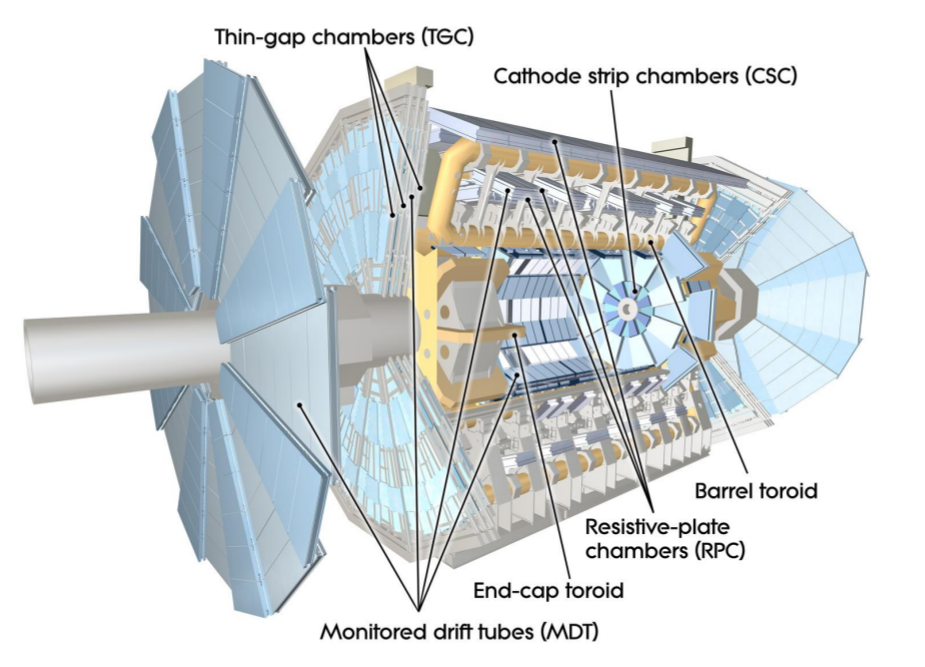 Thin-gap chambers (TGC)
Cathode strip chambers (CSC)
Barrel toroid
Resistive-plate
chambers (RPC)
End-cap toroid
Monitored drift tubes (MDT)